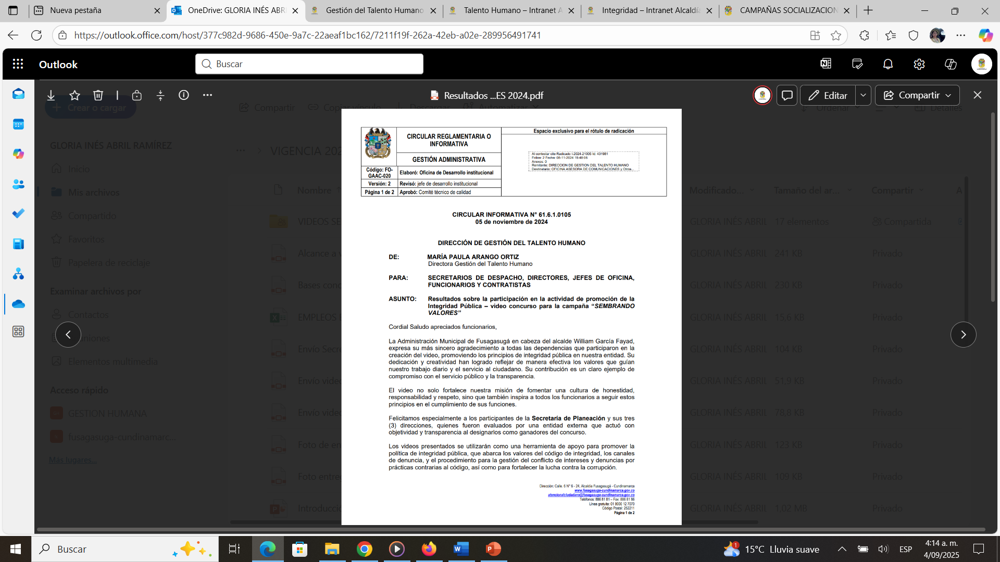 Nueva pestaña
OneDrive: GLORIA INÉS ABRI
Gestión del Talento Humano
Talento Humano – Intranet A
Integridad – Intranet Alcaldía
CAMPAÑAS SOCIALIZACION
https://outlook.office.com/host/377c982d-9686-450e-9a7c-22aeaf1bc162/7211f19f-262a-42eb-a02e-289956491741
Outlook
Buscar
Resultados ...ES 2024.pdf
Editar
Compartir
Crear o cargar
Compartir
Copiar vínculo
Descargar
Automatizar
Ordenar
Detalles
GLORIA INÉS ABRIL RAMÍREZ
Inicio
Mis archivos
Compartido
Favoritos
Papelera de reciclaje
Examinar archivos por
Contactos
uniones
Elementos multimedia
Acceso rápido
GESTION HUMANA
fusagasuga-cundinamarc...
Más lugares...
... > VIGENCIA 202
Nombre
Modificado...
Tamaño del ar...
Compartir
A
VIDEOS SE
GLORIA INÉS ABRIL
17 elementos
Compartida
Alcance a v
GLORIA INÉS ABRIL
241 KB
Privado
Bases conc
GLORIA INÉS ABRIL
230 KB
Privado
EMPLEOS E
GLORIA INÉS ABRIL
15,6 KB
Privado
Envío Secre
GLORIA INÉS ABRIL
104 KB
Privado
Envío videc
GLORIA INÉS ABRIL
51,9 KB
Privado
Envío videc
GLORIA INÉS ABRIL
78,8 KB
Privado
Foto de en
GLORIA INÉS ABRIL
123 KB
Privado
Foto entre
GLORIA INÉS ABRIL
109 KB
Privado
Introducci
GLORIA INÉS ABRIL
1.02 MB
Privado
CIRCULAR REGLAMENTARIA O
INFORMATIVA
GESTIÓN ADMINISTRATIVA
Código: FO-
GAAC-020
Elaboró: Oficina de Desarrollo institucional
Versión: 2
Revisó: jefe de desarrollo institucional
Página 1 de 2
Aprobó: Comité técnico de calidad
Espacio exclusivo para el rótulo de radicación
Al contestar cite Radicado I-2024-21005 Id: 431981
Folios: 2 Fecha: 05-11-2024 15:48:06
Anexos: 0
Remitente: DIRECCION DE GESTION DEL TALENTO HUMANO
Destinatario: OFICINA ASESORA DE COMUNICACIONES y Otros...
CIRCULAR INFORMATIVA N° 61.6.1.0105
05 de noviembre de 2024
DIRECCIÓN DE GESTIÓN DEL TALENTO HUMANO
DE: MARÍA PAULA ARANGO ORTIZ
Directora Gestión del Talento Humano
PARA: SECRETARIOS DE DESPACHO, DIRECTORES, JEFES DE OFICINA,
FUNCIONARIOS Y CONTRATISTAS
ASUNTO: Resultados sobre la participación en la actividad de promoción de la
Integridad Pública – video concurso para la campaña “SEMBRANDO
VALORES”
Cordial Saludo apreciados funcionarios,
La Administración Municipal de Fusagasugá en cabeza del alcalde William García Fayad,
expresa su más sincero agradecimiento a todas las dependencias que participaron en la
creación del video, promoviendo los principios de integridad pública en nuestra entidad. Su
dedicación y creatividad han logrado reflejar de manera efectiva los valores que guían
nuestro trabajo diario y el servicio al ciudadano. Su contribución es un claro ejemplo de
compromiso con el servicio público y la transparencia.
El video no solo fortalece nuestra misión de fomentar una cultura de honestidad,
responsabilidad y respeto, sino que también inspira a todos los funcionarios a seguir estos
principios en el cumplimiento de sus funciones.
Felicitamos especialmente a los participantes de la Secretaría de Planeación y sus tres
(3) direcciones, quienes fueron evaluados por una entidad externa que actuó con
objetividad y transparencia al designarlos como ganadores del concurso.
Los videos presentados se utilizarán como una herramienta de apoyo para promover la
política de integridad pública, que abarca los valores del código de integridad, los canales
de denuncia, y el procedimiento para la gestión del conflicto de intereses y denuncias por
prácticas contrarias al código, así como para fortalecer la lucha contra la corrupción.
Dirección: Calle. 6 N° 6 - 24, Alcaldía Fusagasugá - Cundinamarca
www.fusagasuga-cundinamarca.gov.co
atencionalciudadano@fusagasuga-cundinamarca.gov.co
Teléfonos: 886 81 81 – Fax: 886 81 86
Línea gratuita: 01 8000 12 7070
Código Postal: 252211
Página 1 de 2
Buscar
15°C Lluvia suave
ESP
4:14 a. m.
4/09/2025
1